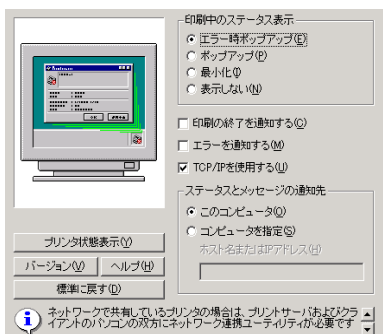 印刷中のステータス表示
エラー時ポップアップ(E)
ポップアップ(P)
最小化(I)
表示しない(N)
印刷の終了を通知する(C)
エラーを通知する(M)
TCP/IPを使用する(U)
ステータスとメッセージの通知先
このコンピュータ(O)
コンピュータを指定(S)
ホスト名またはIPアドレス(H)
プリンタ状態表示(Y)
バージョン(V)
ヘルプ(H)
標準に戻す(D)
ネットワークで共有しているプリンタの場合は、プリントサーバおよびクラ
イアントのパソコンの双方にネットワーク連携ユーティリティが必要です